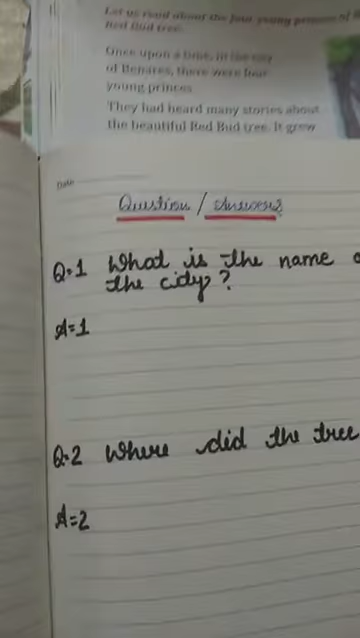 Let us read about the four young princes of
Red Bud tree.
Once upon a time, in the city
of Benares, there were four
young princes
They had heard many stories about
the beautiful Red Bud tree. It grew
Date
Question / Answers
Q.1 What is the name
the city?
A=1
Q.2 Where did the tree
A=2